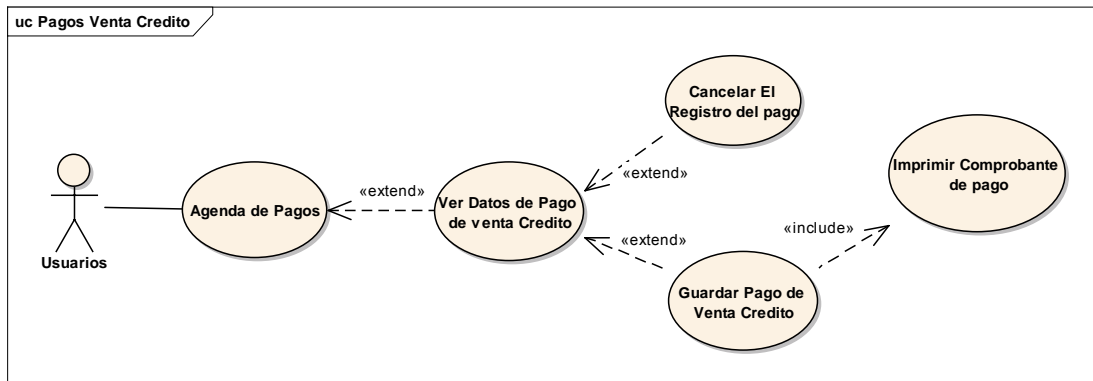 uc Pagos Venta Credito
Cancelar El
Registro del pago
Imprimir Comprobante
de pago
«extend»
«extend»
Agenda de Pagos
Ver Datos de Pago
de venta Credito
«extend»
«include»
Usuarios
Guardar Pago de
Venta Credito